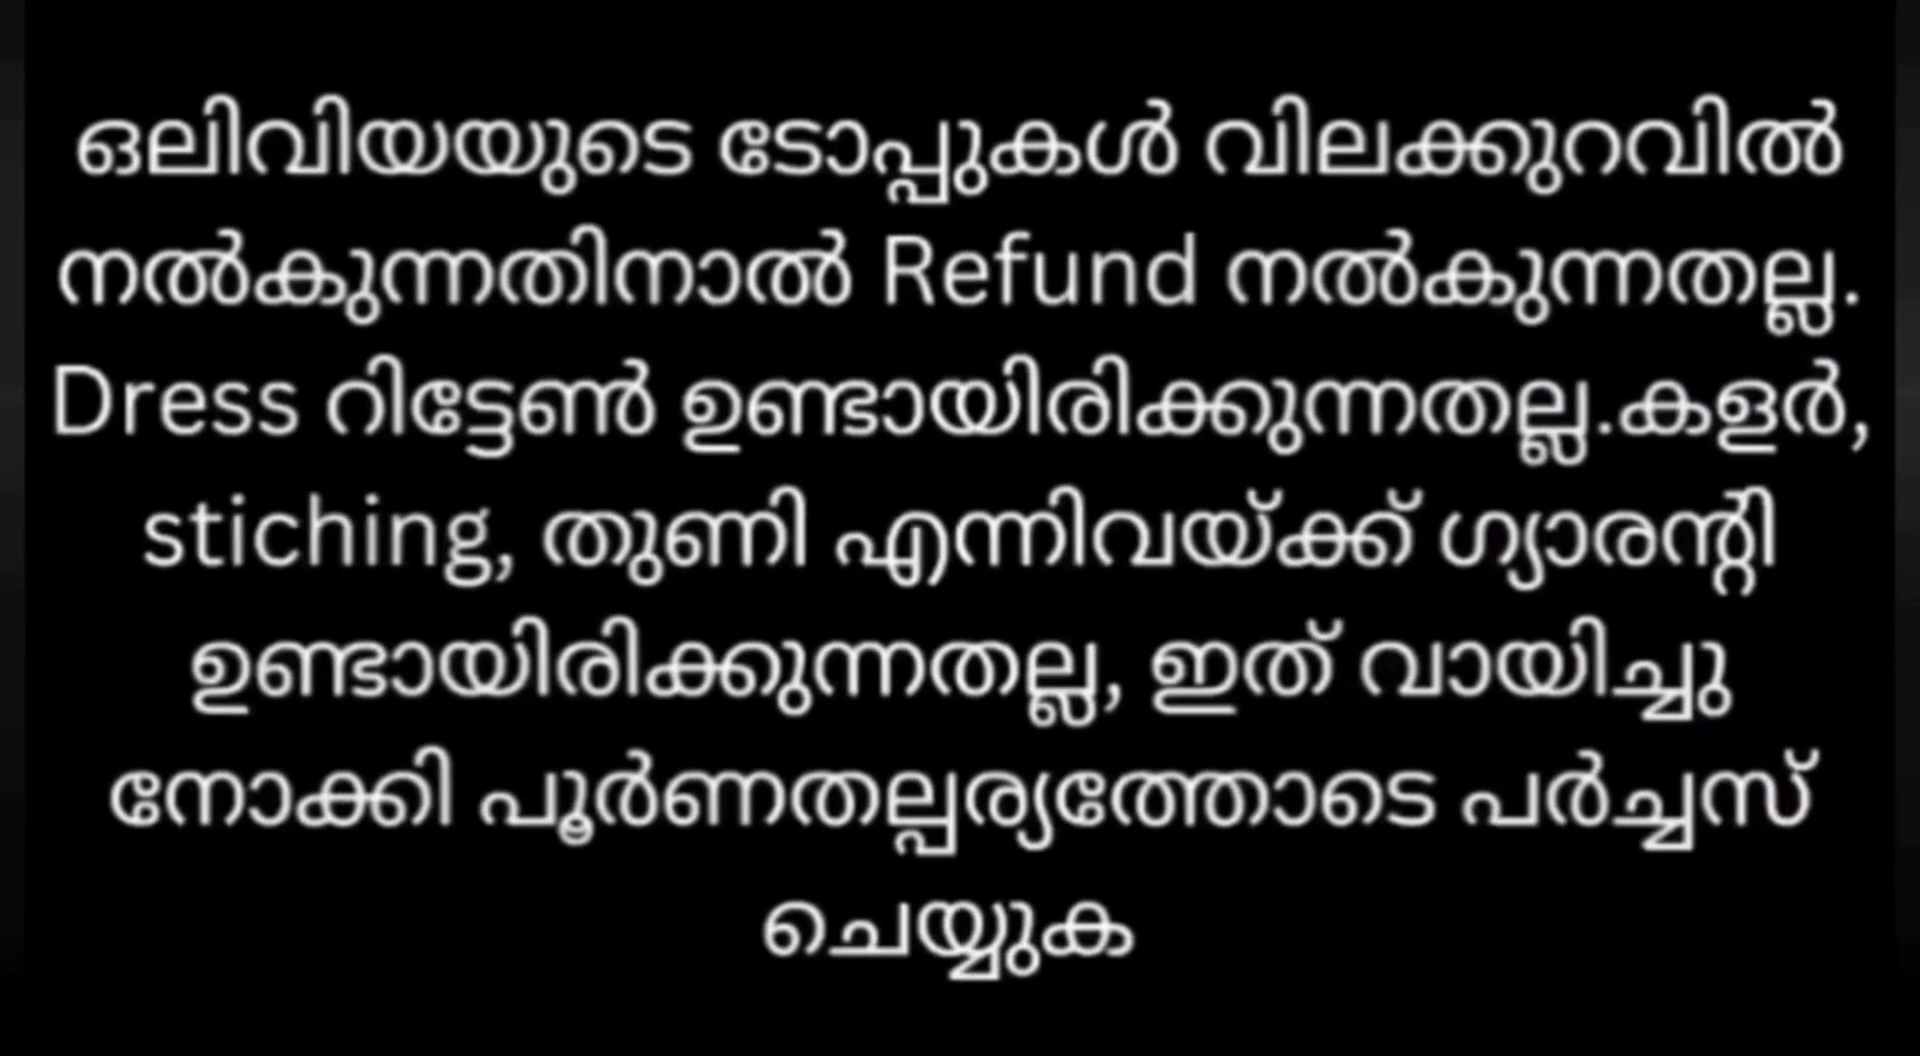 ഒലിവിയയുടെ ടോപ്പുകൾ വിലക്കുറവിൽ
നൽകുന്നതിനാൽ Refund നൽകുന്നതല്ല.
Dress റിട്ടേൺ ഉണ്ടായിരിക്കുന്നതല്ല.കളർ,
stiching, തുണി എന്നിവയ്ക്ക് ഗ്യാരന്റി
ഉണ്ടായിരിക്കുന്നതല്ല, ഇത് വായിച്ചു
നോക്കി പൂർണതല്പര്യത്തോടെ പർച്ചസ്
ചെയ്യുക